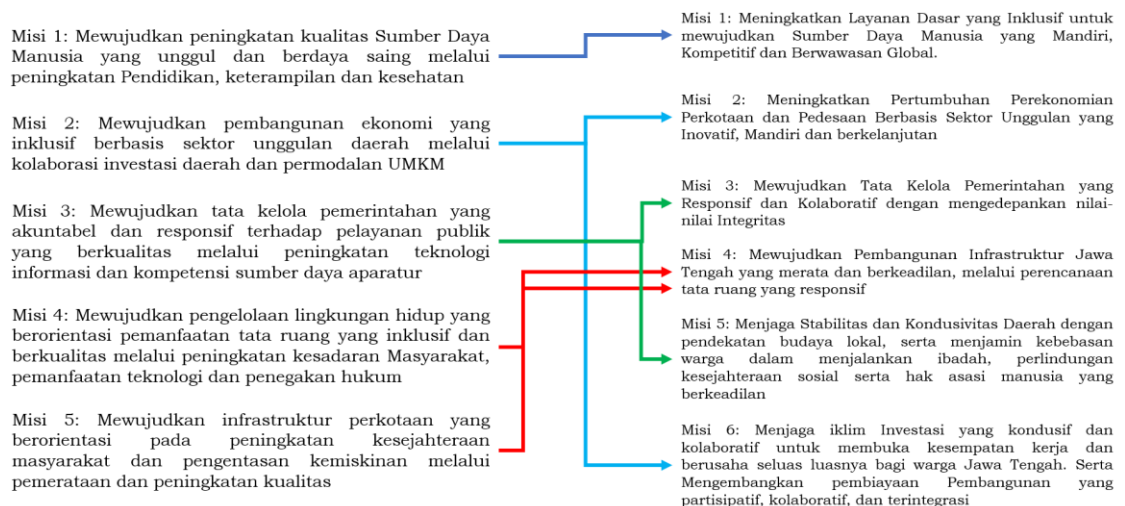 Misi 1: Mewujudkan peningkatan kualitas Sumber Daya
Manusia yang unggul dan berdaya saing melalui
peningkatan Pendidikan, keterampilan dan kesehatan
Misi 2: Mewujudkan pembangunan ekonomi yang
inklusif berbasis sektor unggulan daerah melalui
kolaborasi investasi daerah dan permodalan UMKM
Misi 3: Mewujudkan tata kelola pemerintahan yang
akuntabel dan responsif terhadap pelayanan publik
yang berkualitas melalui peningkatan teknologi
informasi dan kompetensi sumber daya aparatur
Misi 4: Mewujudkan pengelolaan lingkungan hidup yang
berorientasi pemanfaatan tata ruang yang inklusif dan
berkualitas melalui peningkatan kesadaran Masyarakat,
pemanfaatan teknologi dan penegakan hukum
Misi 5: Mewujudkan infrastruktur perkotaan yang
berorientasi pada peningkatan kesejahteraan
masyarakat dan pengentasan kemiskinan melalui
pemerataan dan peningkatan kualitas
Misi 1: Meningkatkan Layanan Dasar yang Inklusif untuk
mewujudkan Sumber Daya Manusia yang Mandiri,
Kompetitif dan Berwawasan Global.
Misi 2: Meningkatkan Pertumbuhan Perekonomian
Perkotaan dan Pedesaan Berbasis Sektor Unggulan yang
Inovatif, Mandiri dan berkelanjutan
Misi 3: Mewujudkan Tata Kelola Pemerintahan yang
Responsif dan Kolaboratif dengan mengedepankan nilai-
nilai Integritas
Misi 4: Mewujudkan Pembangunan Infrastruktur Jawa
Tengah yang merata dan berkeadilan, melalui perencanaan
tata ruang yang responsif
Misi 5: Menjaga Stabilitas dan Kondusivitas Daerah dengan
pendekatan budaya lokal, serta menjamin kebebasan
warga dalam menjalankan ibadah, perlindungan
kesejahteraan sosial serta hak asasi manusia yang
berkeadilan
Misi 6: Menjaga iklim Investasi yang kondusif dan
kolaboratif untuk membuka kesempatan kerja dan
berusaha seluas luasnya bagi warga Jawa Tengah. Serta
Mengembangkan pembiayaan Pembangunan yang
partisipatif, kolaboratif, dan terintegrasi